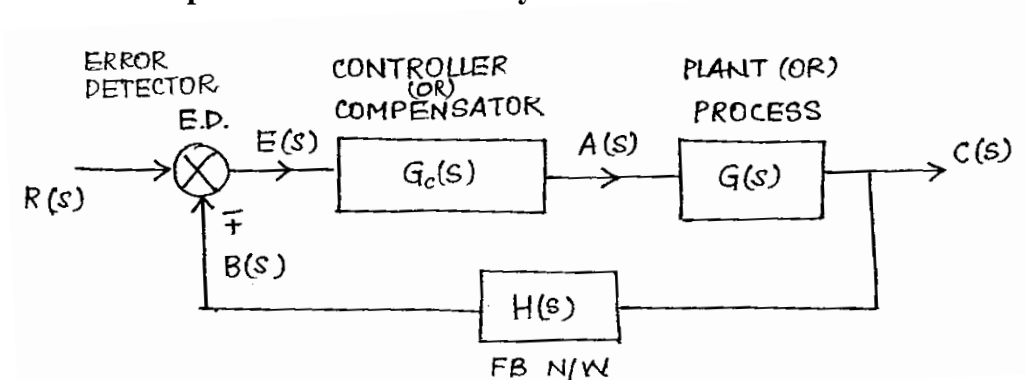 ERROR
DETECTOR
E.D.
CONTROLLER
(OR)
COMPENSATOR
PLANT (OR)
PROCESS
R(S)
E(S)
Gc(S)
A(S)
G(S)
C(S)
∓
B(S)
H(S)
FB N/W